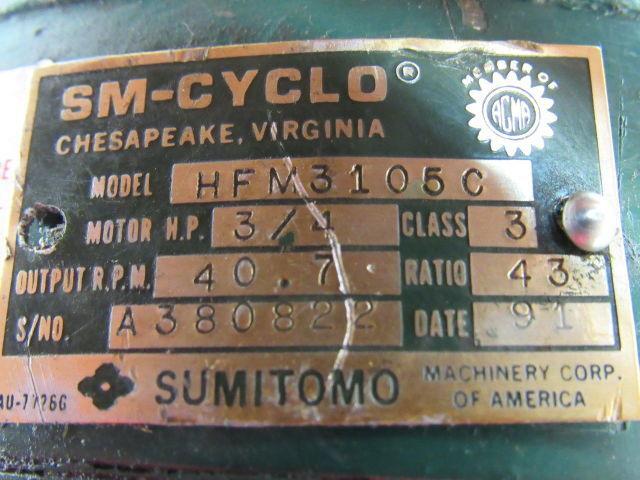 SM-CYCLO®
MEMBER OF
AGMA
CHESAPEAKE, VIRGINIA
MODEL HFM3105C
MOTOR H.P. 3/4 CLASS 3
OUTPUT R.P.M. 40.7 RATIO 43
S/NO. A380822 DATE 91
SUMITOMO MACHINERY CORP.
OF AMERICA